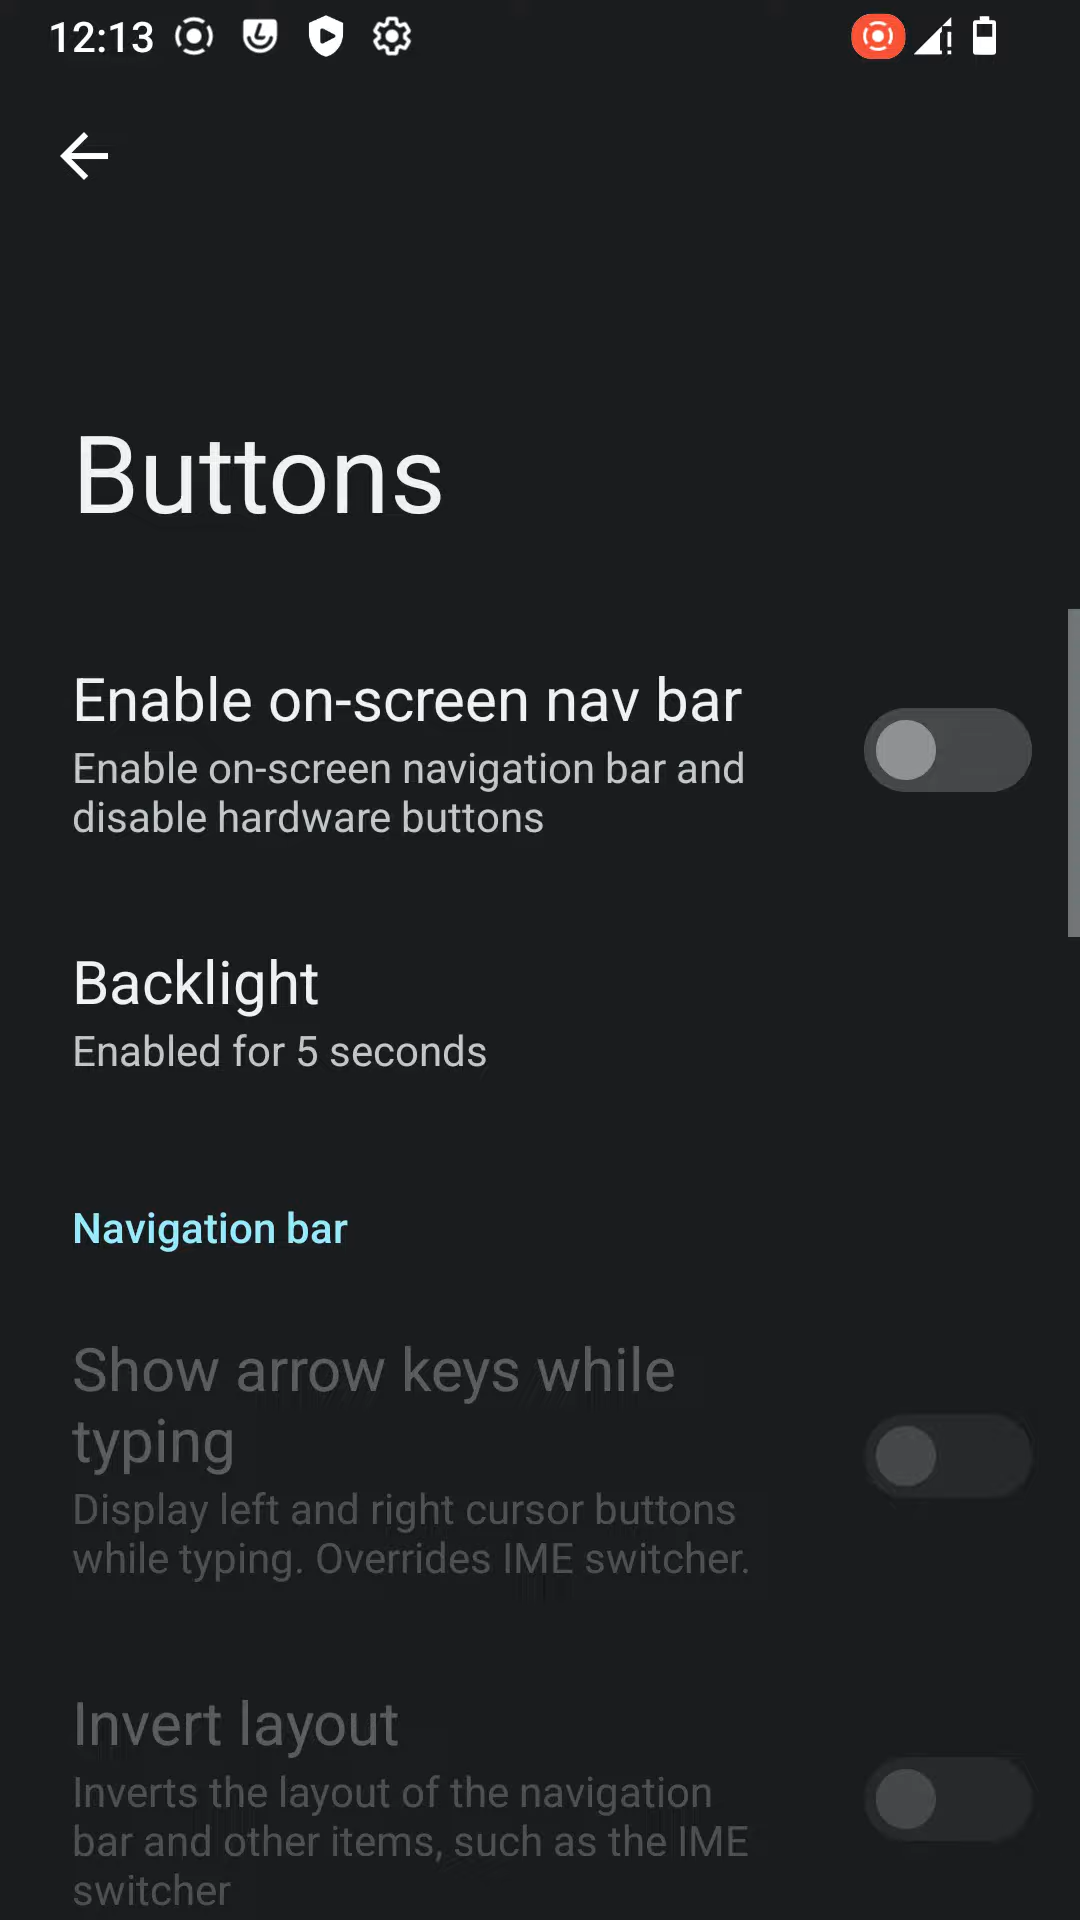 12:13
Buttons
Enable on-screen nav bar
Enable on-screen navigation bar and
disable hardware buttons
Backlight
Enabled for 5 seconds
Navigation bar
Show arrow keys while
typing
Display left and right cursor buttons
while typing. Overrides IME switcher.
Invert layout
Inverts the layout of the navigation
bar and other items, such as the IME
switcher